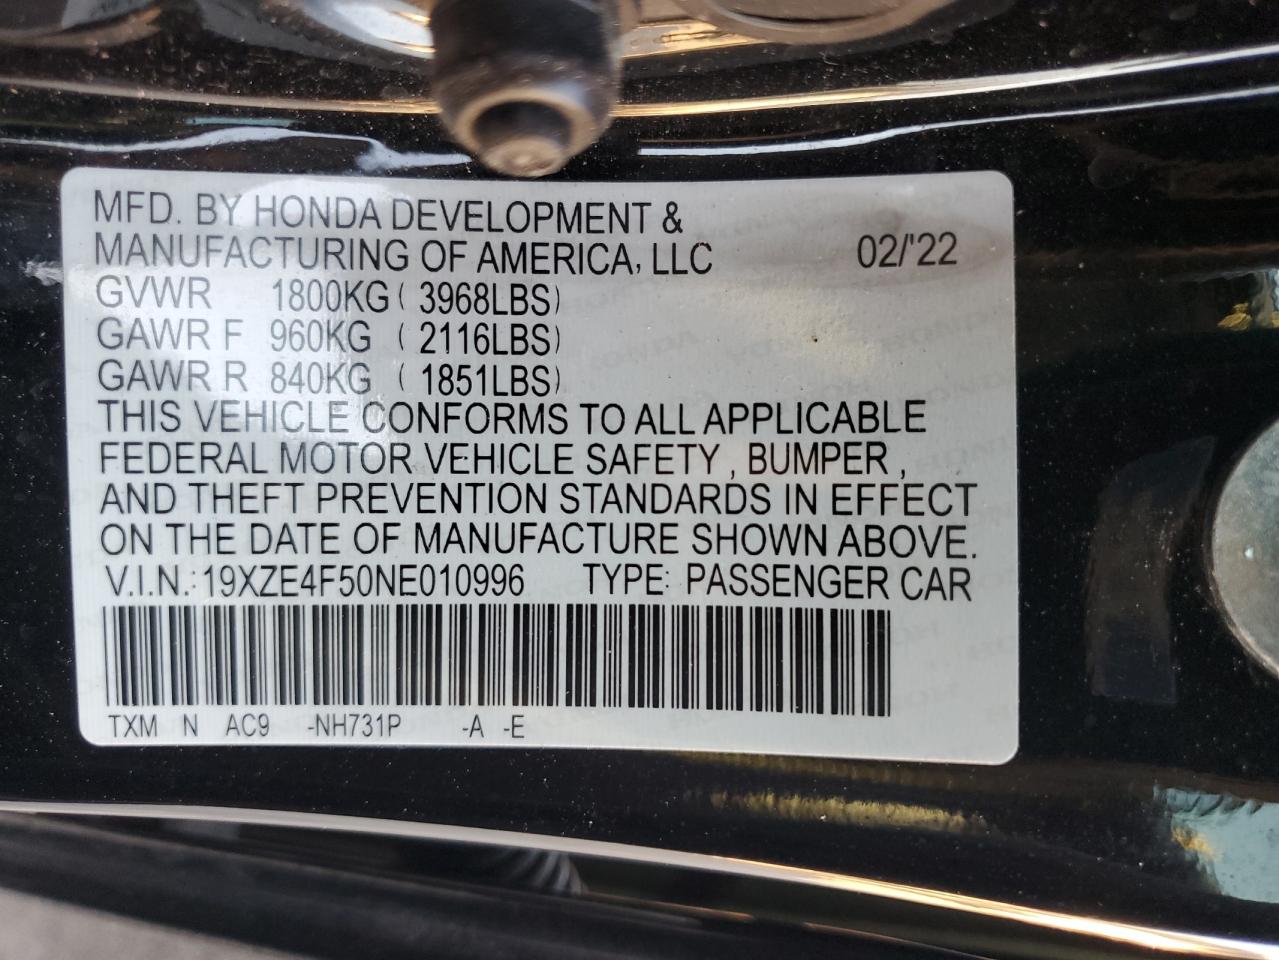 MFD. BY HONDA DEVELOPMENT &
MANUFACTURING OF AMERICA, LLC 02/'22
GVWR 1800KG ( 3968LBS)
GAWR F 960KG ( 2116LBS)
GAWR R 840KG ( 1851LBS)
THIS VEHICLE CONFORMS TO ALL APPLICABLE
FEDERAL MOTOR VEHICLE SAFETY , BUMPER ,
AND THEFT PREVENTION STANDARDS IN EFFECT
ON THE DATE OF MANUFACTURE SHOWN ABOVE.
V.I.N.: 19XZE4F50NE010996 TYPE: PASSENGER CAR
TXM N AC9 -NH731P -A -E